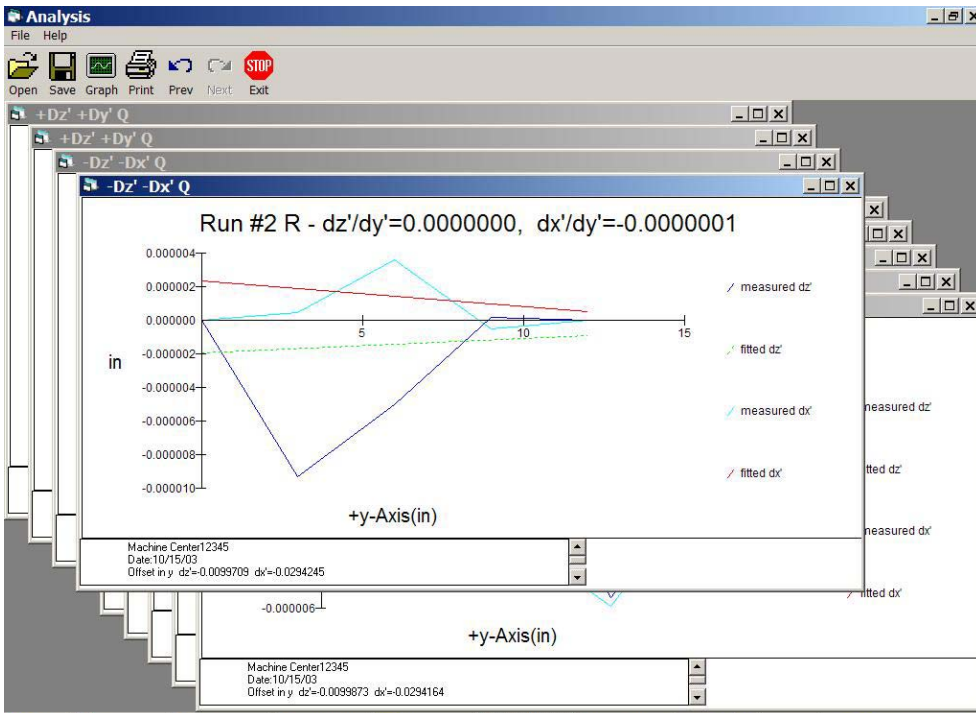 Analysis
File Help
Open Save Graph Print Prev Next STOP Exit
+Dz' +Dy' Q
+Dz' +Dy' Q
-Dz' -Dx' Q
-Dz' -Dx' Q
Run #2 R - dz'/dy'=0.0000000, dx'/dy'=-0.0000001
0.000004
0.000002
0.000000
-0.000002
-0.000004
-0.000006
-0.000008
-0.000010
in
5 10 15
+y-Axis(in)
measured dz'
fitted dz'
measured dx'
fitted dx'
Machine Center12345
Date:10/15/03
Offset in y dz'=-0.0099709 dx'=-0.0294245
measured dz'
fitted dz'
measured dx'
fitted dx'
-0.000006
+y-Axis(in)
Machine Center12345
Date:10/15/03
Offset in y dz'=-0.0099873 dx'=-0.0294164